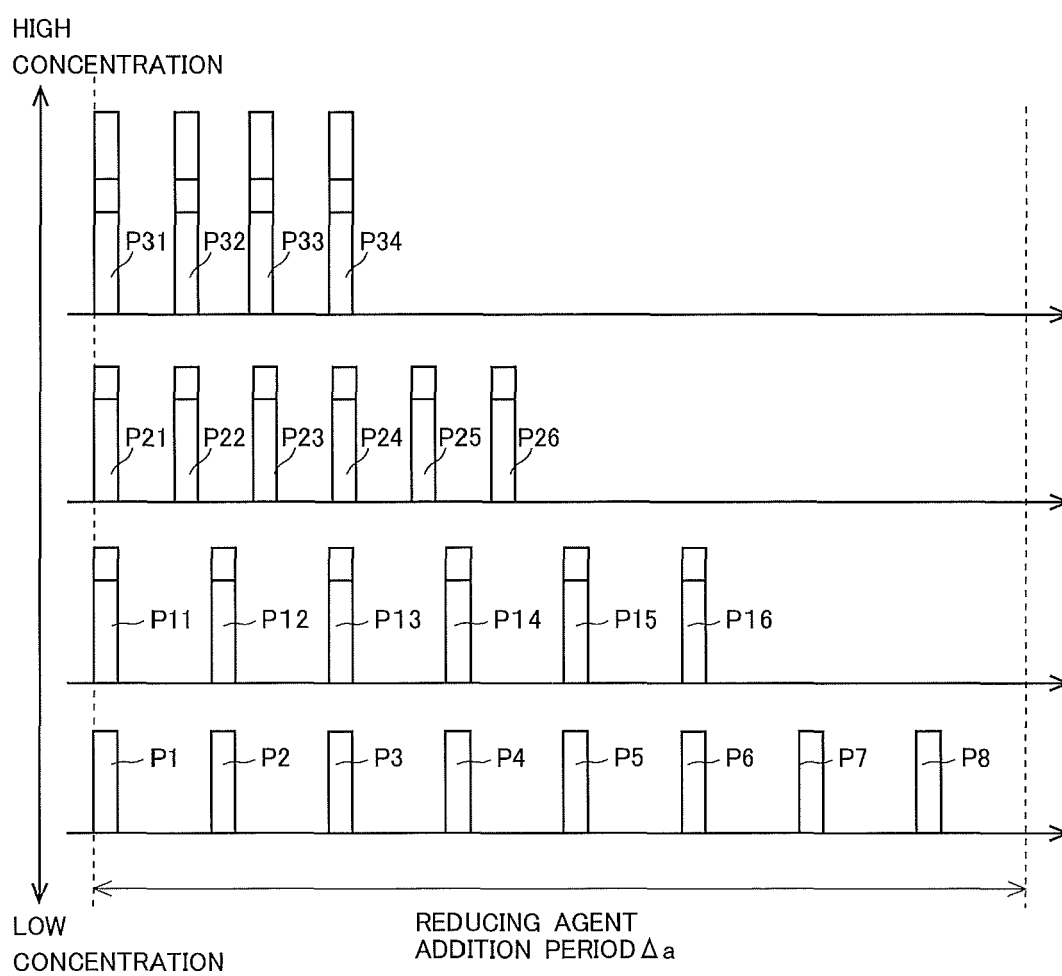 HIGH
CONCENTRATION
P31 P32 P33 P34
P21 P22 P23 P24 P25 P26
P11 P12 P13 P14 P15 P16
P1 P2 P3 P4 P5 P6 P7 P8
LOW
CONCENTRATION
REDUCING AGENT
ADDITION PERIOD Δa